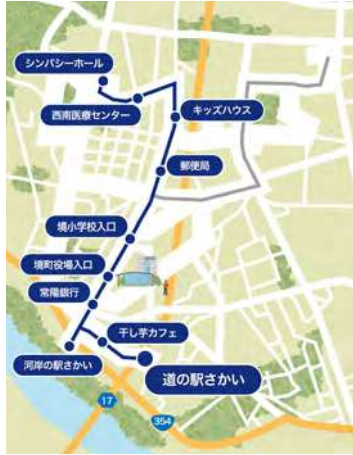 シンパシーホール
西南医療センター
キッズハウス
郵便局
境小学校入口
境町役場入口
常陽銀行
干し芋カフェ
河岸の駅さかい
道の駅さかい
17
354